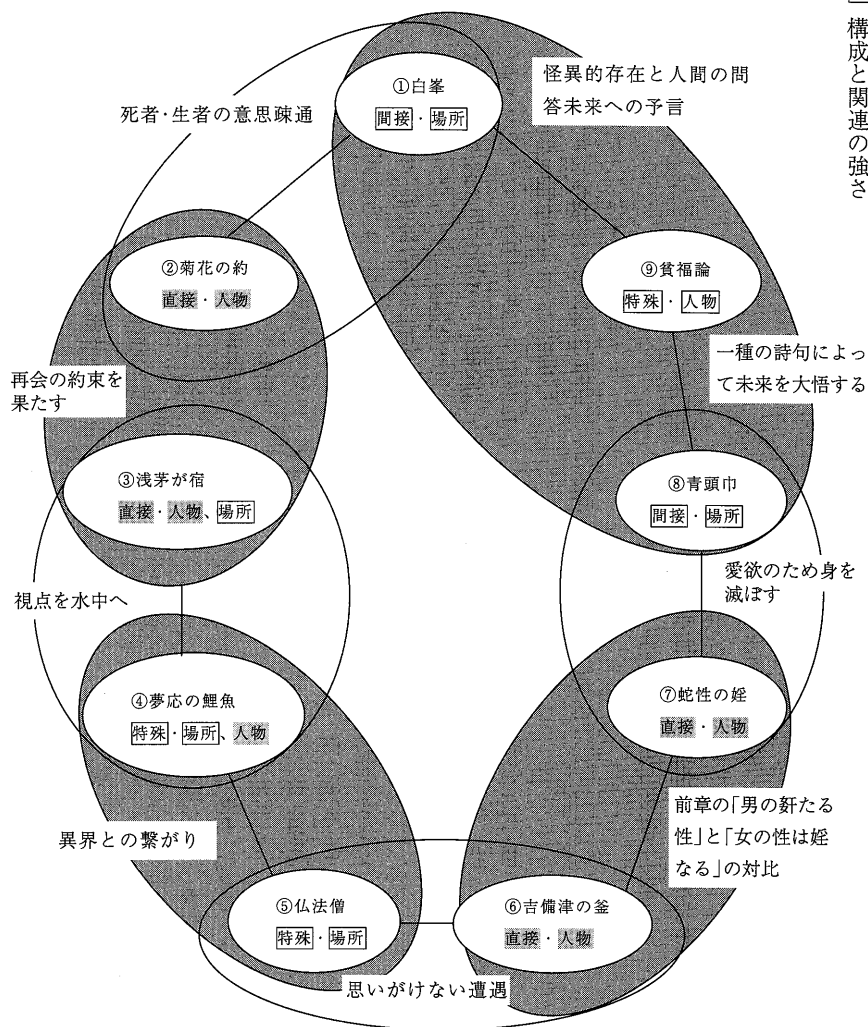 」構成と関連の強さ
①白峯
間接・場所
怪異的存在と人間の問
答未来への予言
死者・生者の意思疎通
②菊花の約
直接・人物
⑨貧福論
特殊・人物
再会の約束を
果たす
一種の詩句によっ
て未来を大悟する
③浅茅が宿
直接・人物、場所
⑧青頭巾
間接・場所
視点を水中へ
愛欲のため身を
滅ぼす
④夢応の鯉魚
特殊・場所、人物
⑦蛇性の婬
直接・人物
異界との繋がり
前章の「男の奸たる
性」と「女の性は婬
なる」の対比
⑤仏法僧
特殊・場所
⑥吉備津の釜
直接・人物
思いがけない遭遇